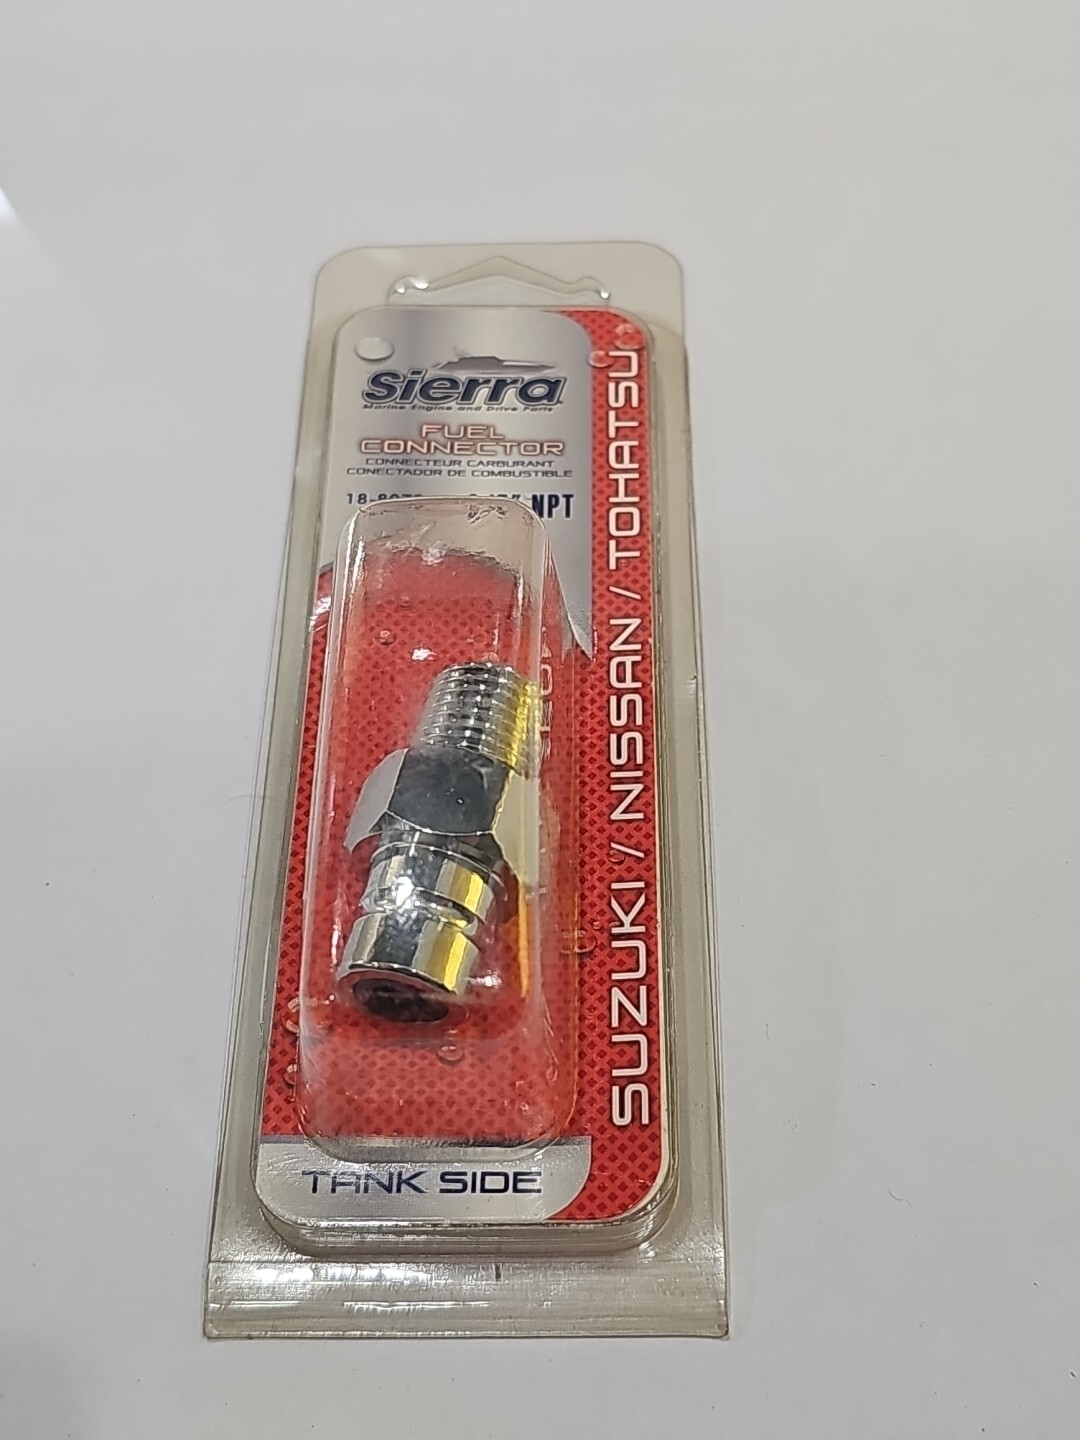 Sierra
Marine Engine and Drive Parts
FUEL
CONNECTOR
CONNECTEUR CARBURANT
CONECTADOR DE COMBUSTIBLE
NPT
SUZUKI / NISSAN / TOHATSU
TANK SIDE